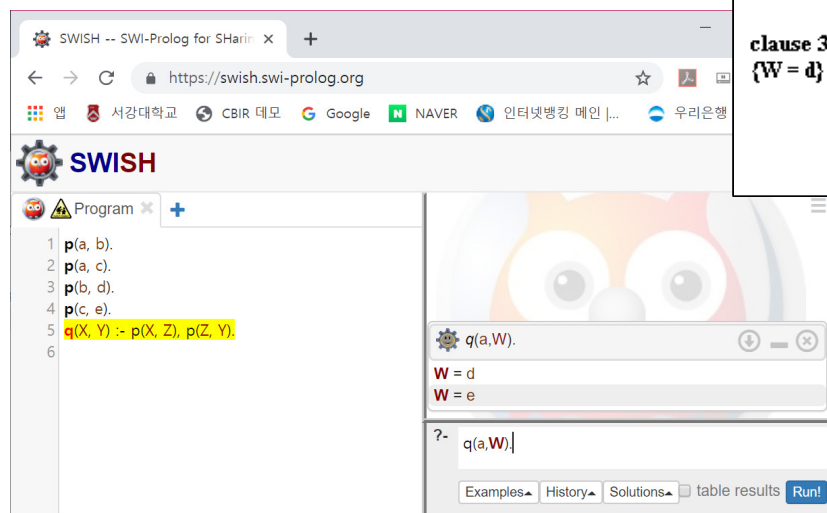 SWISH -- SWI-Prolog for SHarin
https://swish.swi-prolog.org
앱 서강대학교 CBIR 데모 Google NAVER 인터넷뱅킹 메인 |... 우리은행
clause 3
{W = d}
SWISH
Program
1 p(a, b).
2 p(a, c).
3 p(b, d).
4 p(c, e).
5 q(X, Y) :- p(X, Z), p(Z, Y).
6
q(a,W).
W = d
W = e
?- q(a,W).
Examples History Solutions table results Run!